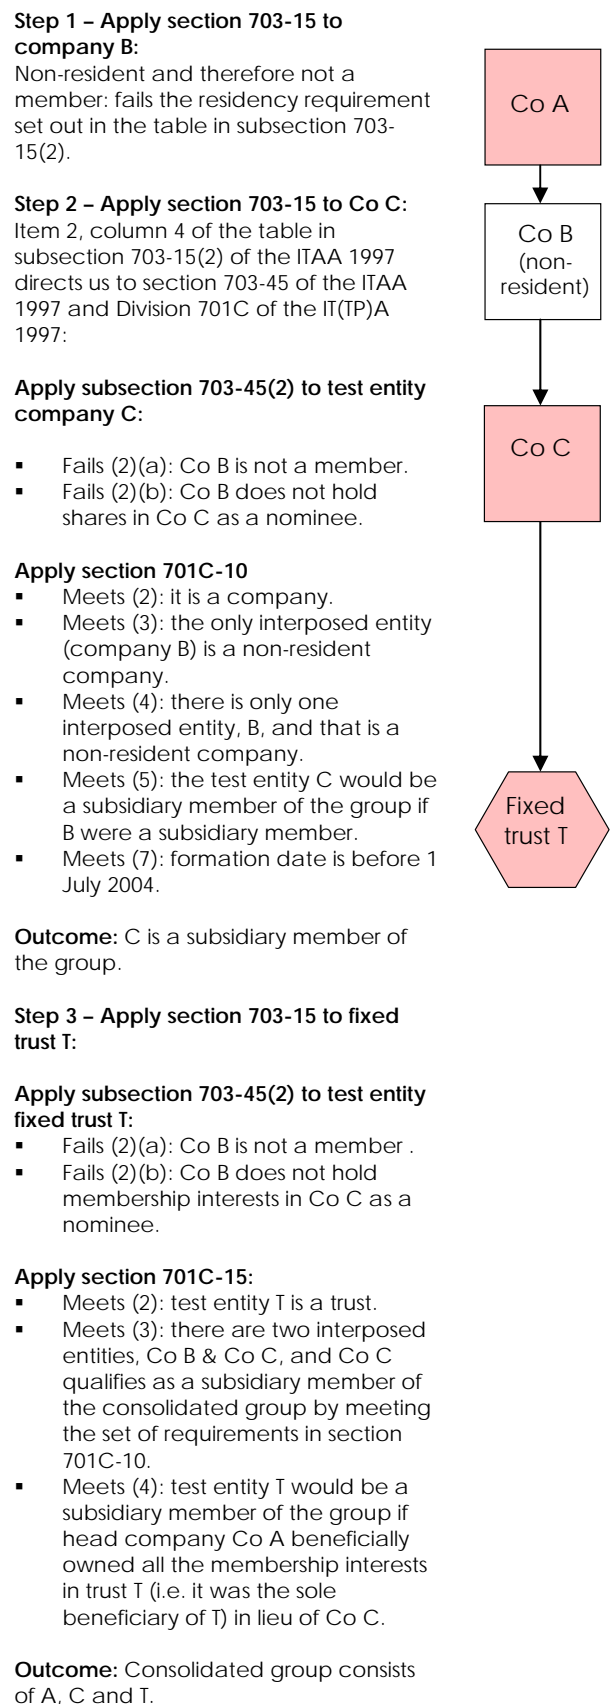 Step 1 – Apply section 703-15 to
company B:
Non-resident and therefore not a
member: fails the residency requirement
set out in the table in subsection 703-
15(2).
Step 2 – Apply section 703-15 to Co C:
Item 2, column 4 of the table in
subsection 703-15(2) of the ITAA 1997
directs us to section 703-45 of the ITAA
1997 and Division 701C of the IT(TP)A
1997:
Apply subsection 703-45(2) to test entity
company C:
▪ Fails (2)(a): Co B is not a member.
▪ Fails (2)(b): Co B does not hold
shares in Co C as a nominee.
Apply section 701C-10
▪ Meets (2): it is a company.
▪ Meets (3): the only interposed entity
(company B) is a non-resident
company.
▪ Meets (4): there is only one
interposed entity, B, and that is a
non-resident company.
▪ Meets (5): the test entity C would be
a subsidiary member of the group if
B were a subsidiary member.
▪ Meets (7): formation date is before 1
July 2004.
Outcome: C is a subsidiary member of
the group.
Step 3 – Apply section 703-15 to fixed
trust T:
Apply subsection 703-45(2) to test entity
fixed trust T:
▪ Fails (2)(a): Co B is not a member .
▪ Fails (2)(b): Co B does not hold
membership interests in Co C as a
nominee.
Apply section 701C-15:
▪ Meets (2): test entity T is a trust.
▪ Meets (3): there are two interposed
entities, Co B & Co C, and Co C
qualifies as a subsidiary member of
the consolidated group by meeting
the set of requirements in section
701C-10.
▪ Meets (4): test entity T would be a
subsidiary member of the group if
head company Co A beneficially
owned all the membership interests
in trust T (i.e. it was the sole
beneficiary of T) in lieu of Co C.
Outcome: Consolidated group consists
of A, C and T.
Co A
Co B
(non-
resident)
Co C
Fixed
trust T